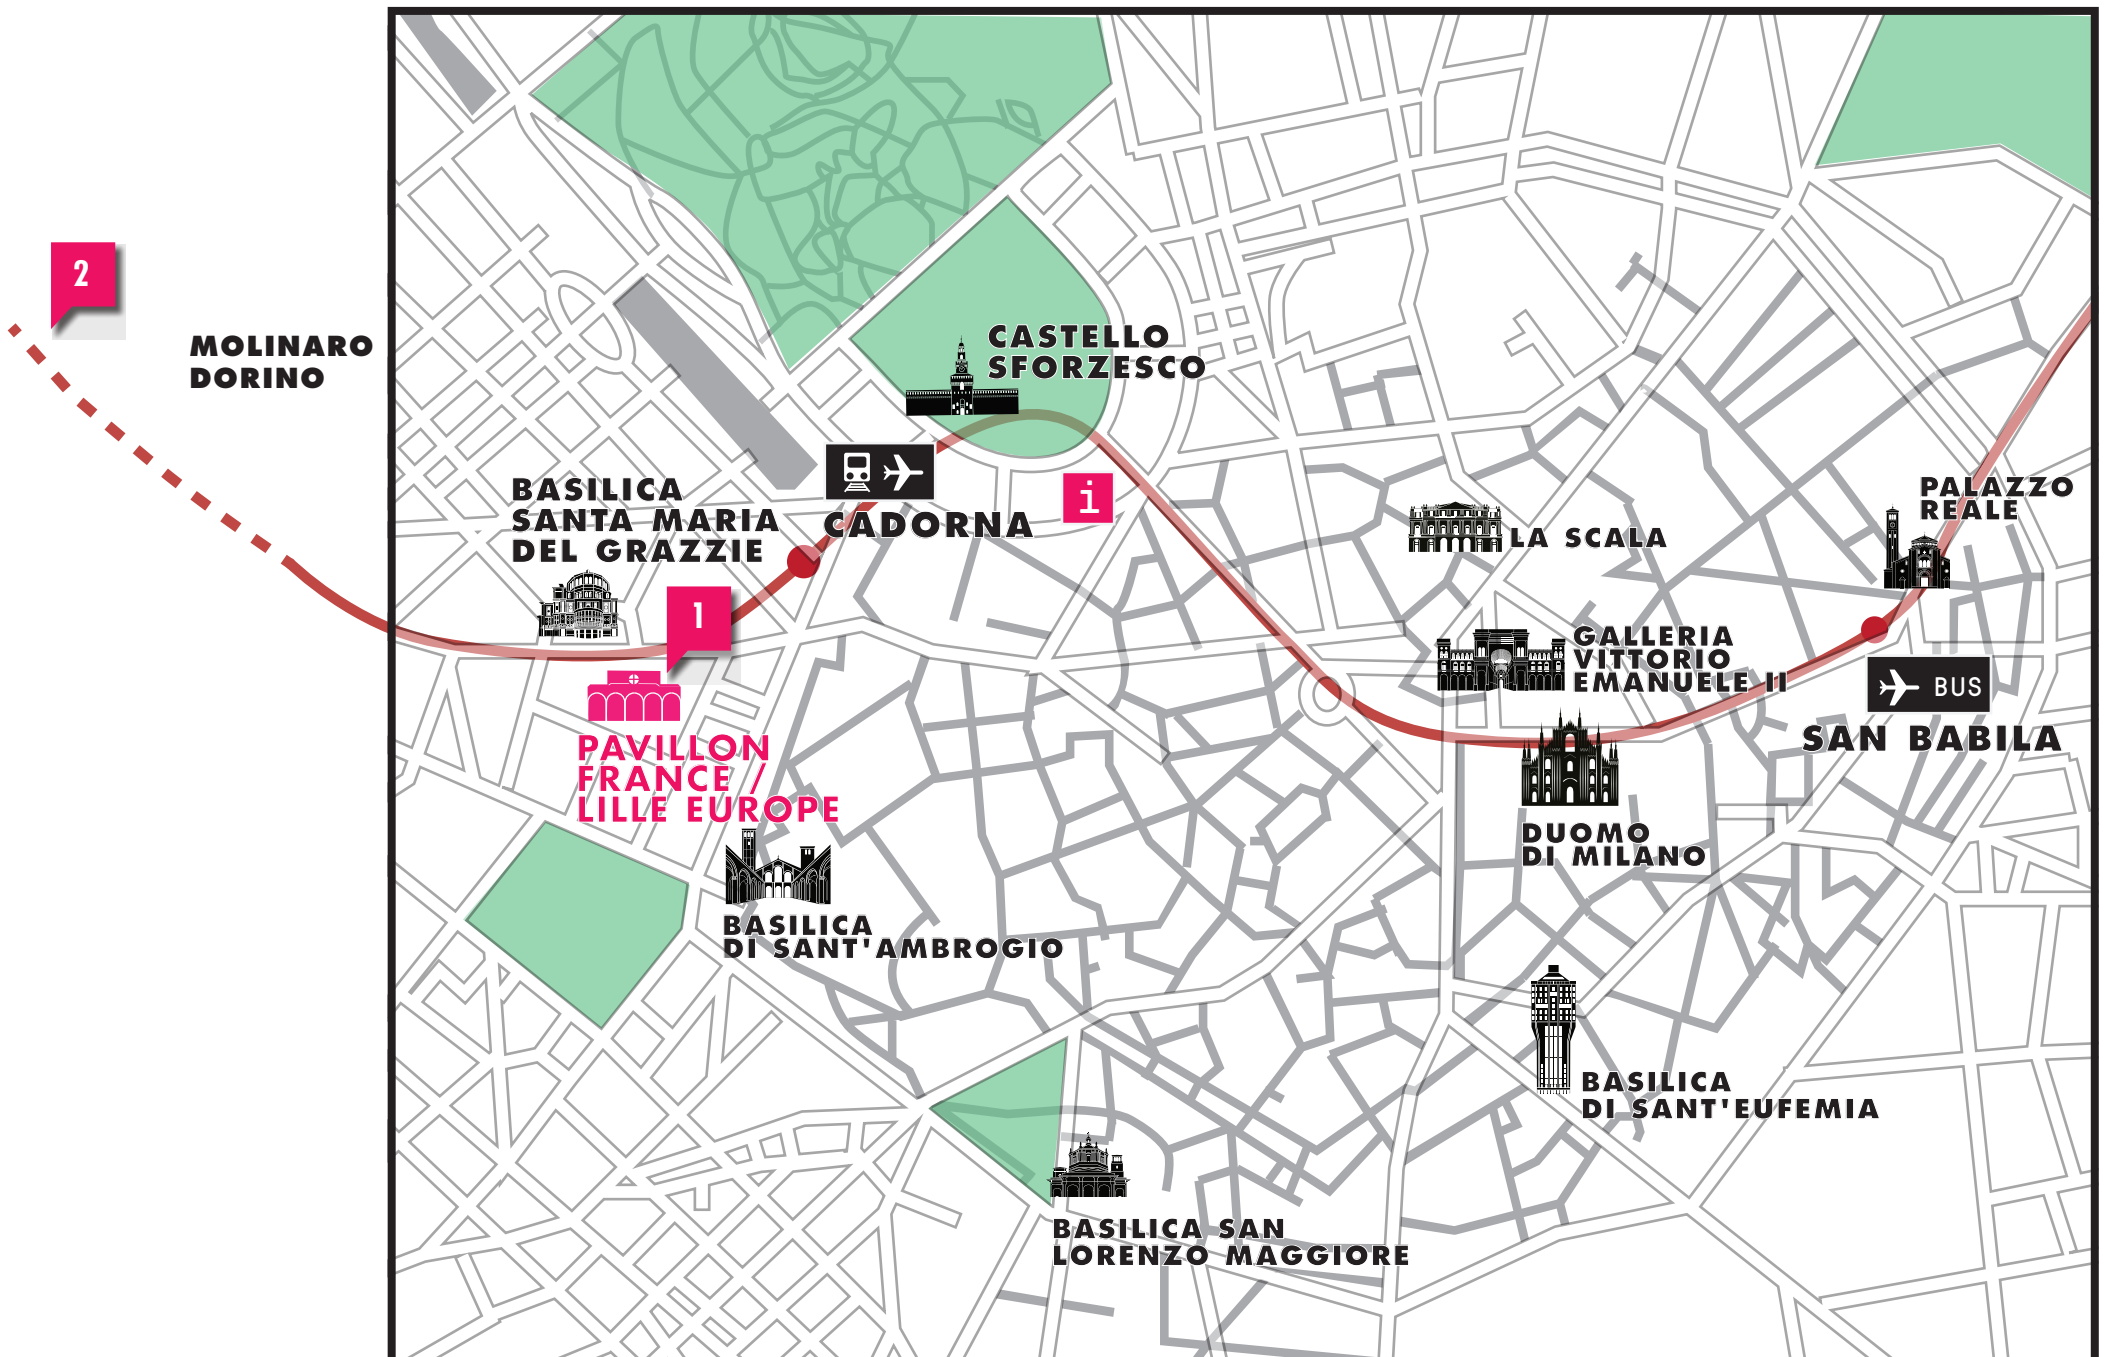 2
MOLINARO
DORINO
CASTELLO
SFORZESCO
BASILICA
SANTA MARIA
DEL GRAZZIE
CADORNA
i
LA SCALA
PALAZZO
REALE
1
GALLERIA
VITTORIO
EMANUELE II
BUS
SAN BABILA
PAVILLON
FRANCE /
LILLE EUROPE
DUOMO
DI MILANO
BASILICA
DI SANT'AMBROGIO
BASILICA
DI SANT'EUFEMIA
BASILICA SAN
LORENZO MAGGIORE